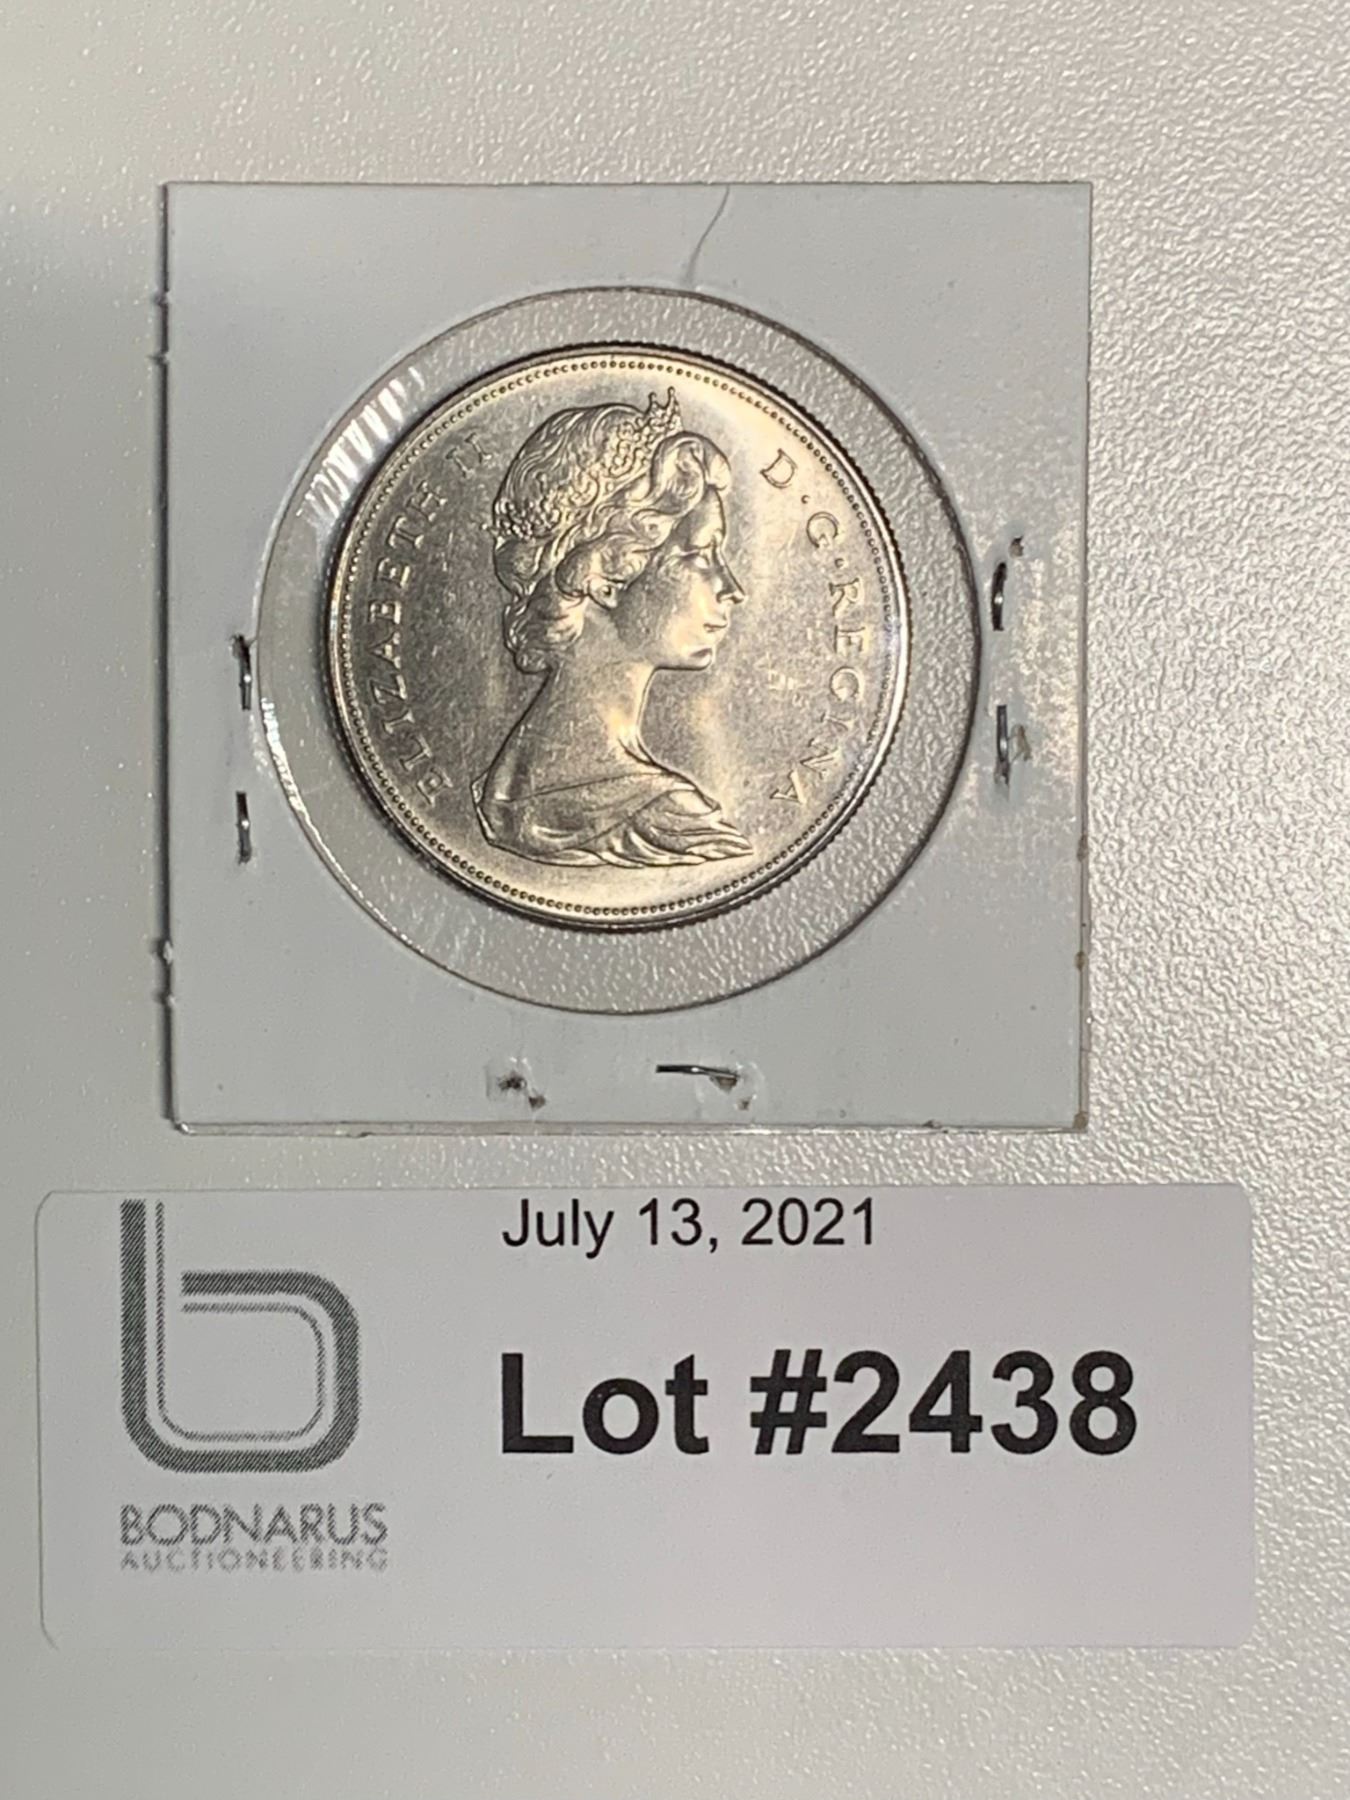 ELIZABETH II D·G·REGINA
July 13, 2021
Lot #2438
BODNARUS
AUCTIONEERING